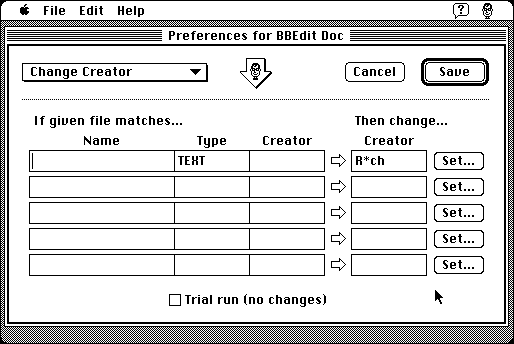 File Edit Help
Preferences for BBEdit Doc
Change Creator Cancel Save
If given file matches... Then change...
Name Type Creator Creator
TEXT R*ch Set...
Set...
Set...
Set...
Set...
Trial run (no changes)